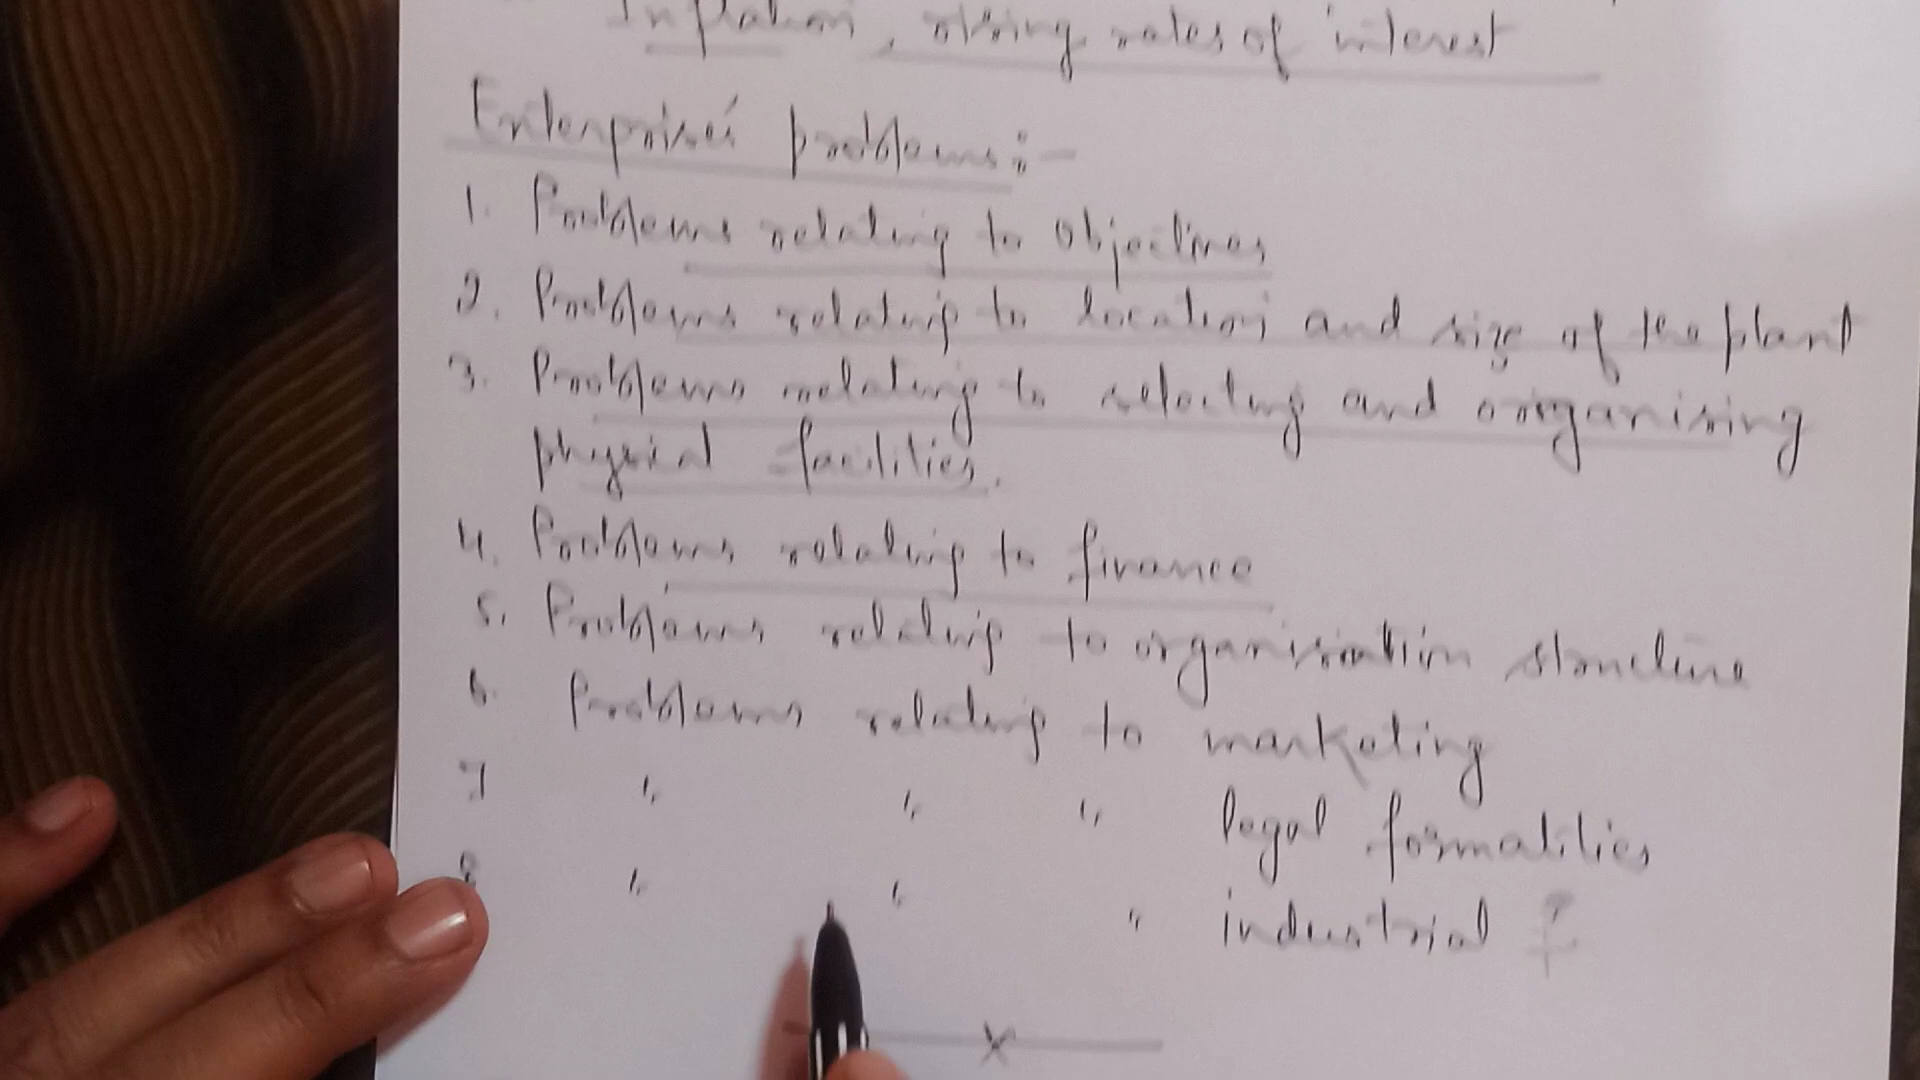 Inflation, rising rates of interest
Enterprise's problems:-
1. Problems relating to objectives
2. Problems relating to location and size of the plant
3. Problems relating to selecting and organising
physical facilities.
4. Problems relating to finance
5. Problems relating to organisation structure
6. Problems relating to marketing
7 " " " legal formalities
8 " " " industrial
x